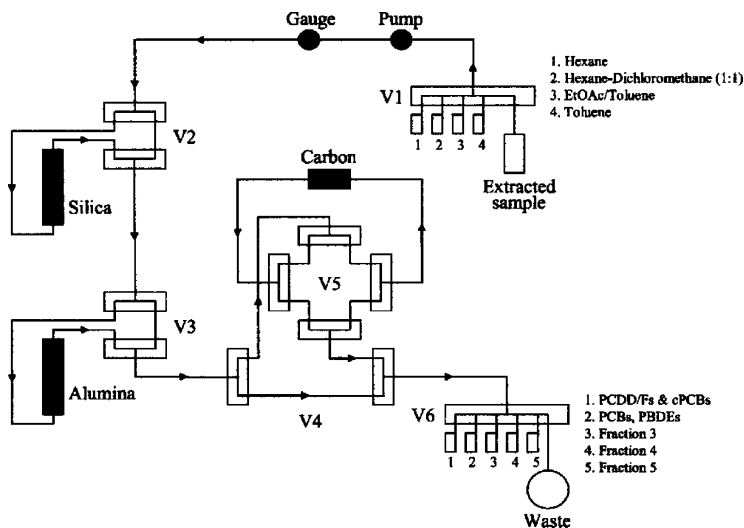 Gauge
Pump
V1
1 2 3 4
1. Hexane
2. Hexane-Dichloromethane (1:1)
3. EtOAc/Toluene
4. Toluene
Extracted
sample
V2
Silica
Carbon
V5
V3
Alumina
V4
V6
1 2 3 4 5
1. PCDD/Fs & cPCBs
2. PCBs, PBDEs
3. Fraction 3
4. Fraction 4
5. Fraction 5
Waste